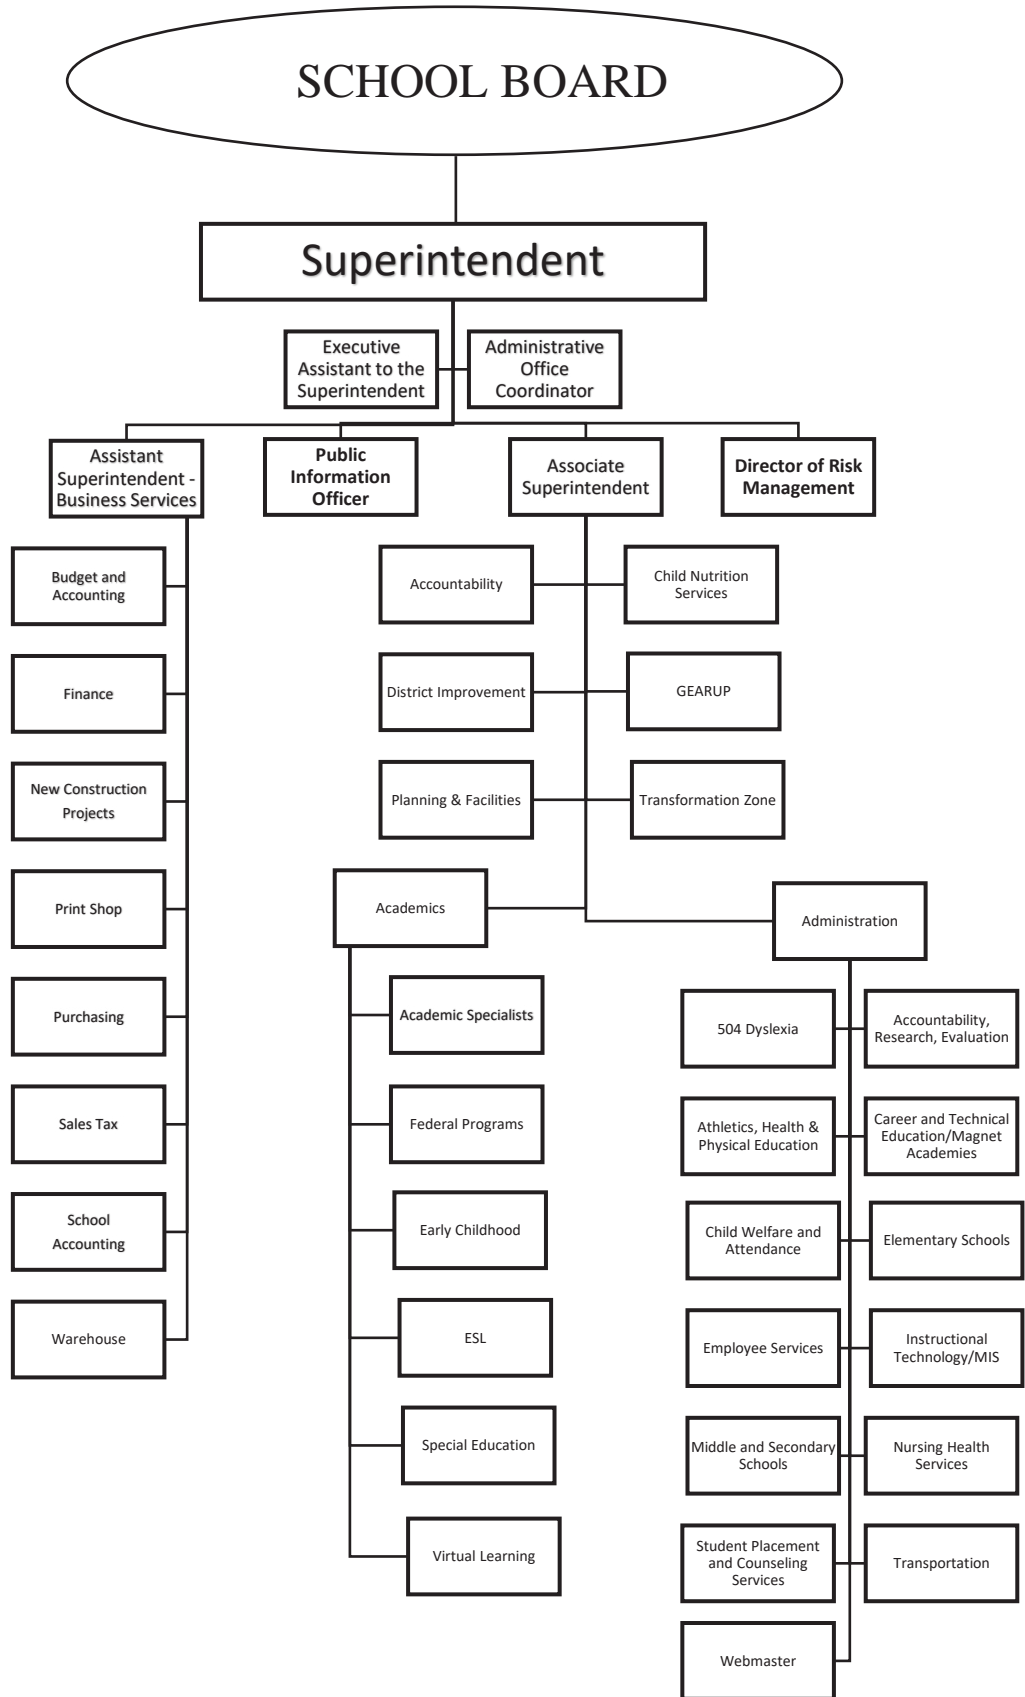 SCHOOL BOARD
Superintendent
Executive
Assistant to the
Superintendent
Administrative
Office
Coordinator
Assistant
Superintendent -
Business Services
Public
Information
Officer
Associate
Superintendent
Director of Risk
Management
Budget and
Accounting
Finance
New Construction
Projects
Print Shop
Purchasing
Sales Tax
School
Accounting
Warehouse
Accountability
Child Nutrition
Services
District Improvement
GEARUP
Planning & Facilities
Transformation Zone
Academics
Academic Specialists
Federal Programs
Early Childhood
ESL
Special Education
Virtual Learning
Administration
504 Dyslexia
Accountability,
Research, Evaluation
Athletics, Health &
Physical Education
Career and Technical
Education/Magnet
Academies
Child Welfare and
Attendance
Elementary Schools
Employee Services
Instructional
Technology/MIS
Middle and Secondary
Schools
Nursing Health
Services
Student Placement
and Counseling
Services
Transportation
Webmaster